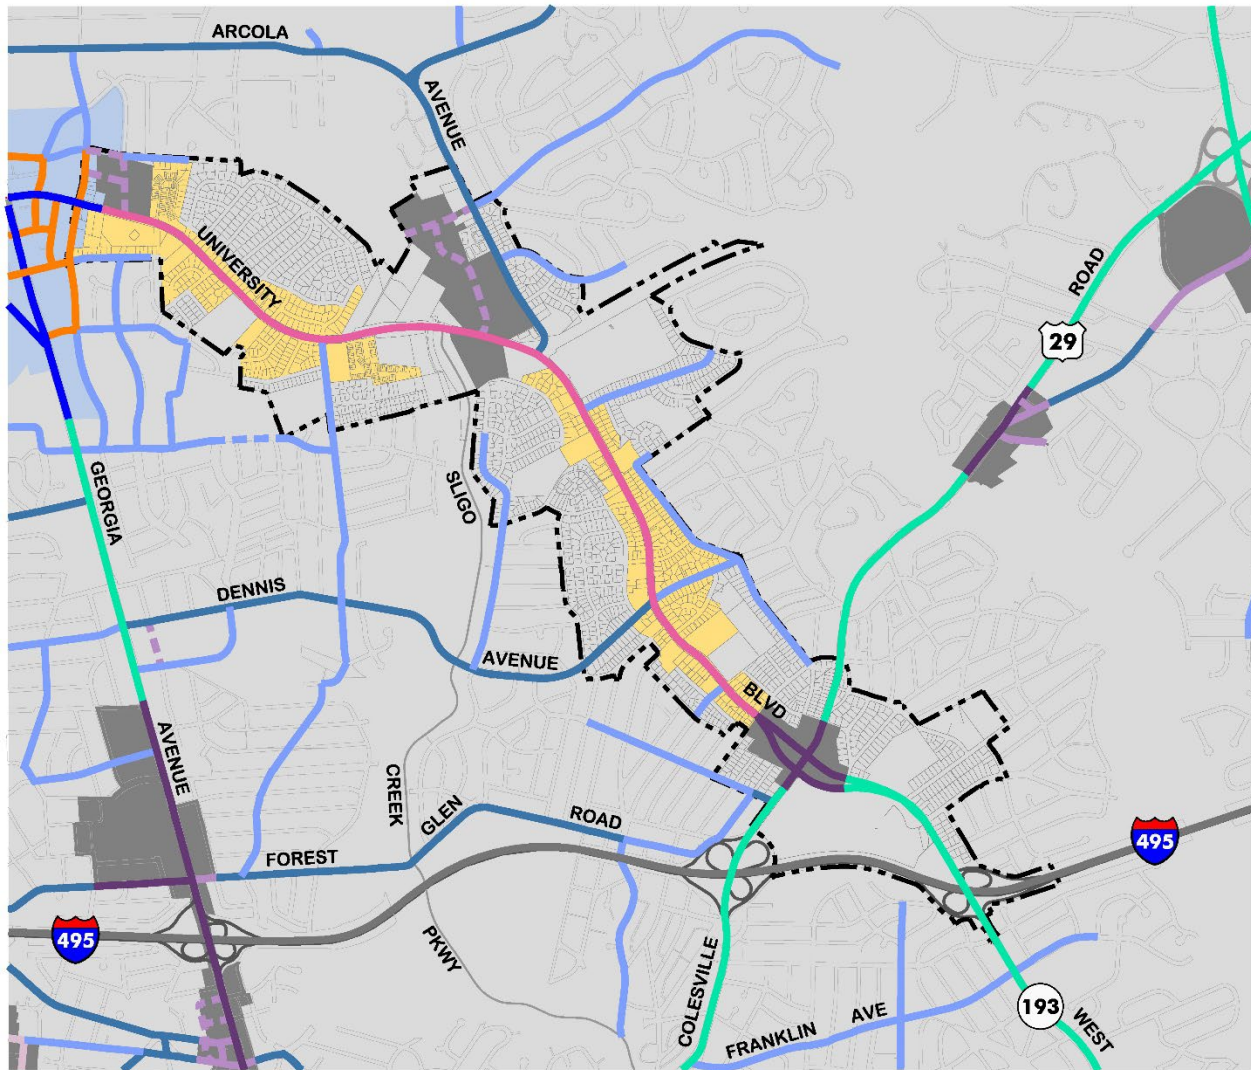 ARCOLA
AVENUE
UNIVERSITY
ROAD
29
GEORGIA
SLIGO
DENNIS
AVENUE
BLVD
AVENUE
CREEK
GLEN
ROAD
FOREST
495
495
PKWY
COLESVILLE
FRANKLIN AVE
193
WEST